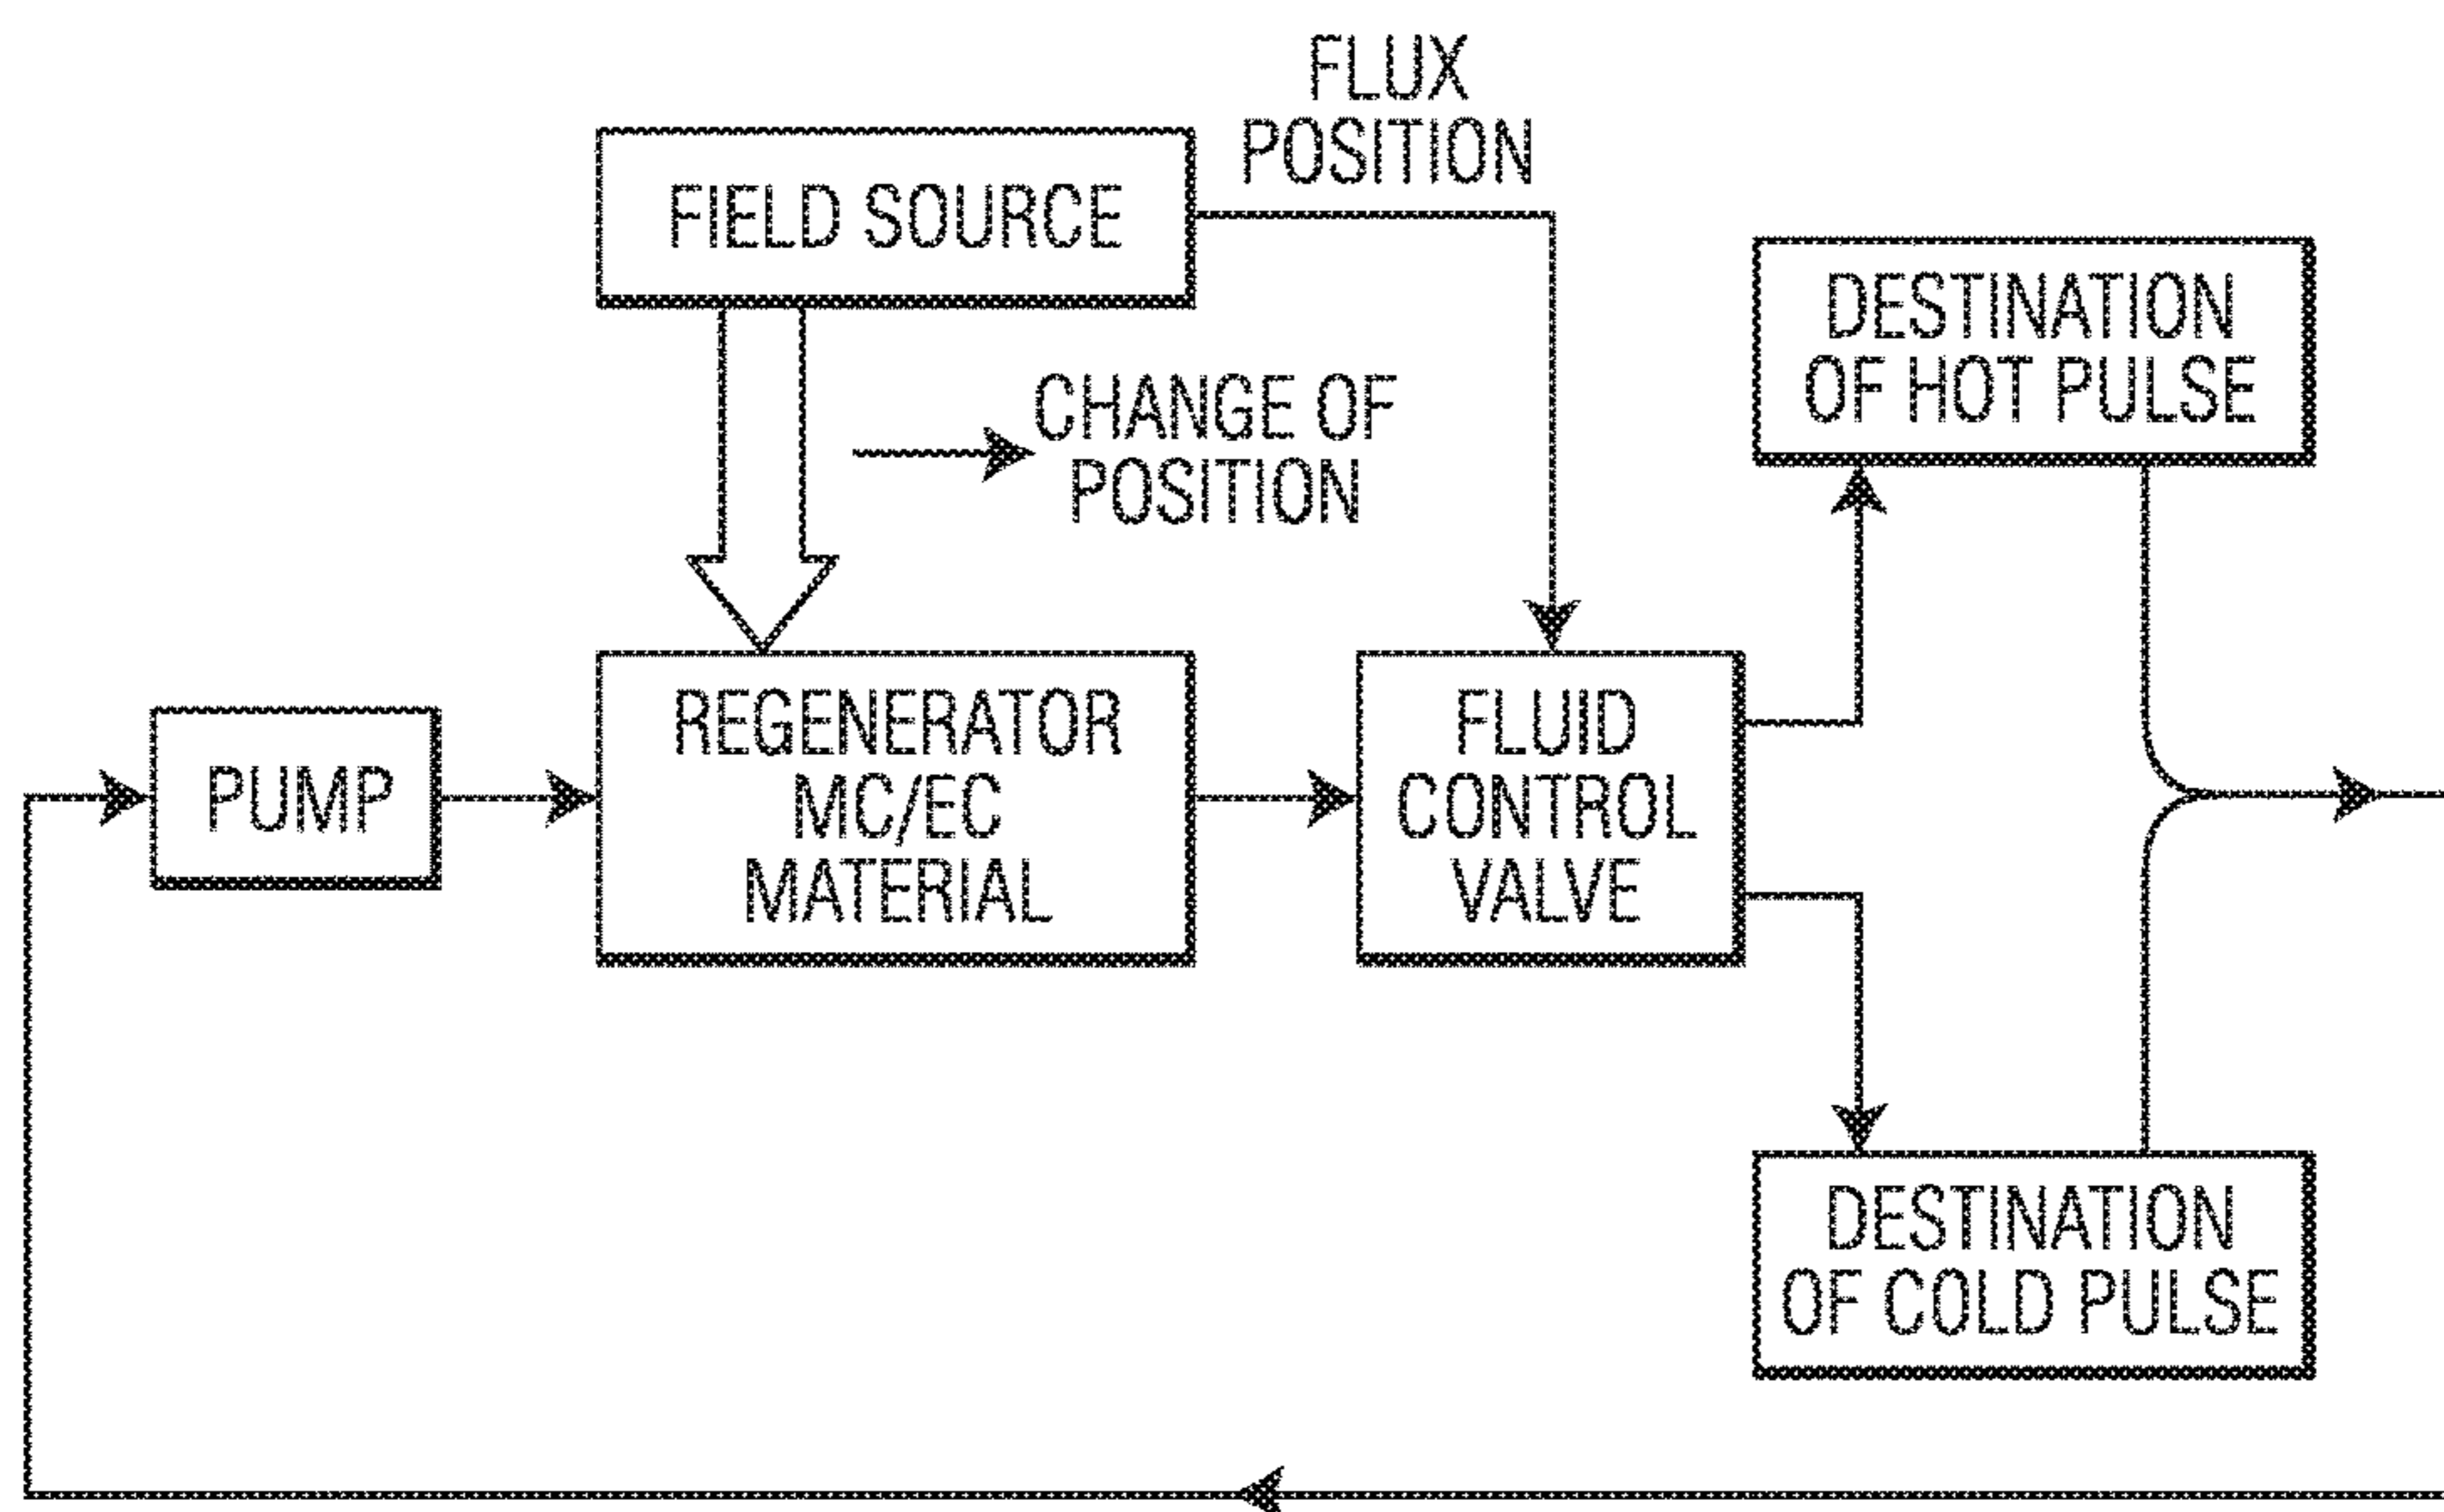 FLUX
POSITION
FIELD SOURCE
DESTINATION
OF HOT PULSE
CHANGE OF
POSITION
PUMP
REGENERATOR
MC/EC
MATERIAL
FLUID
CONTROL
VALVE
DESTINATION
OF COLD PULSE